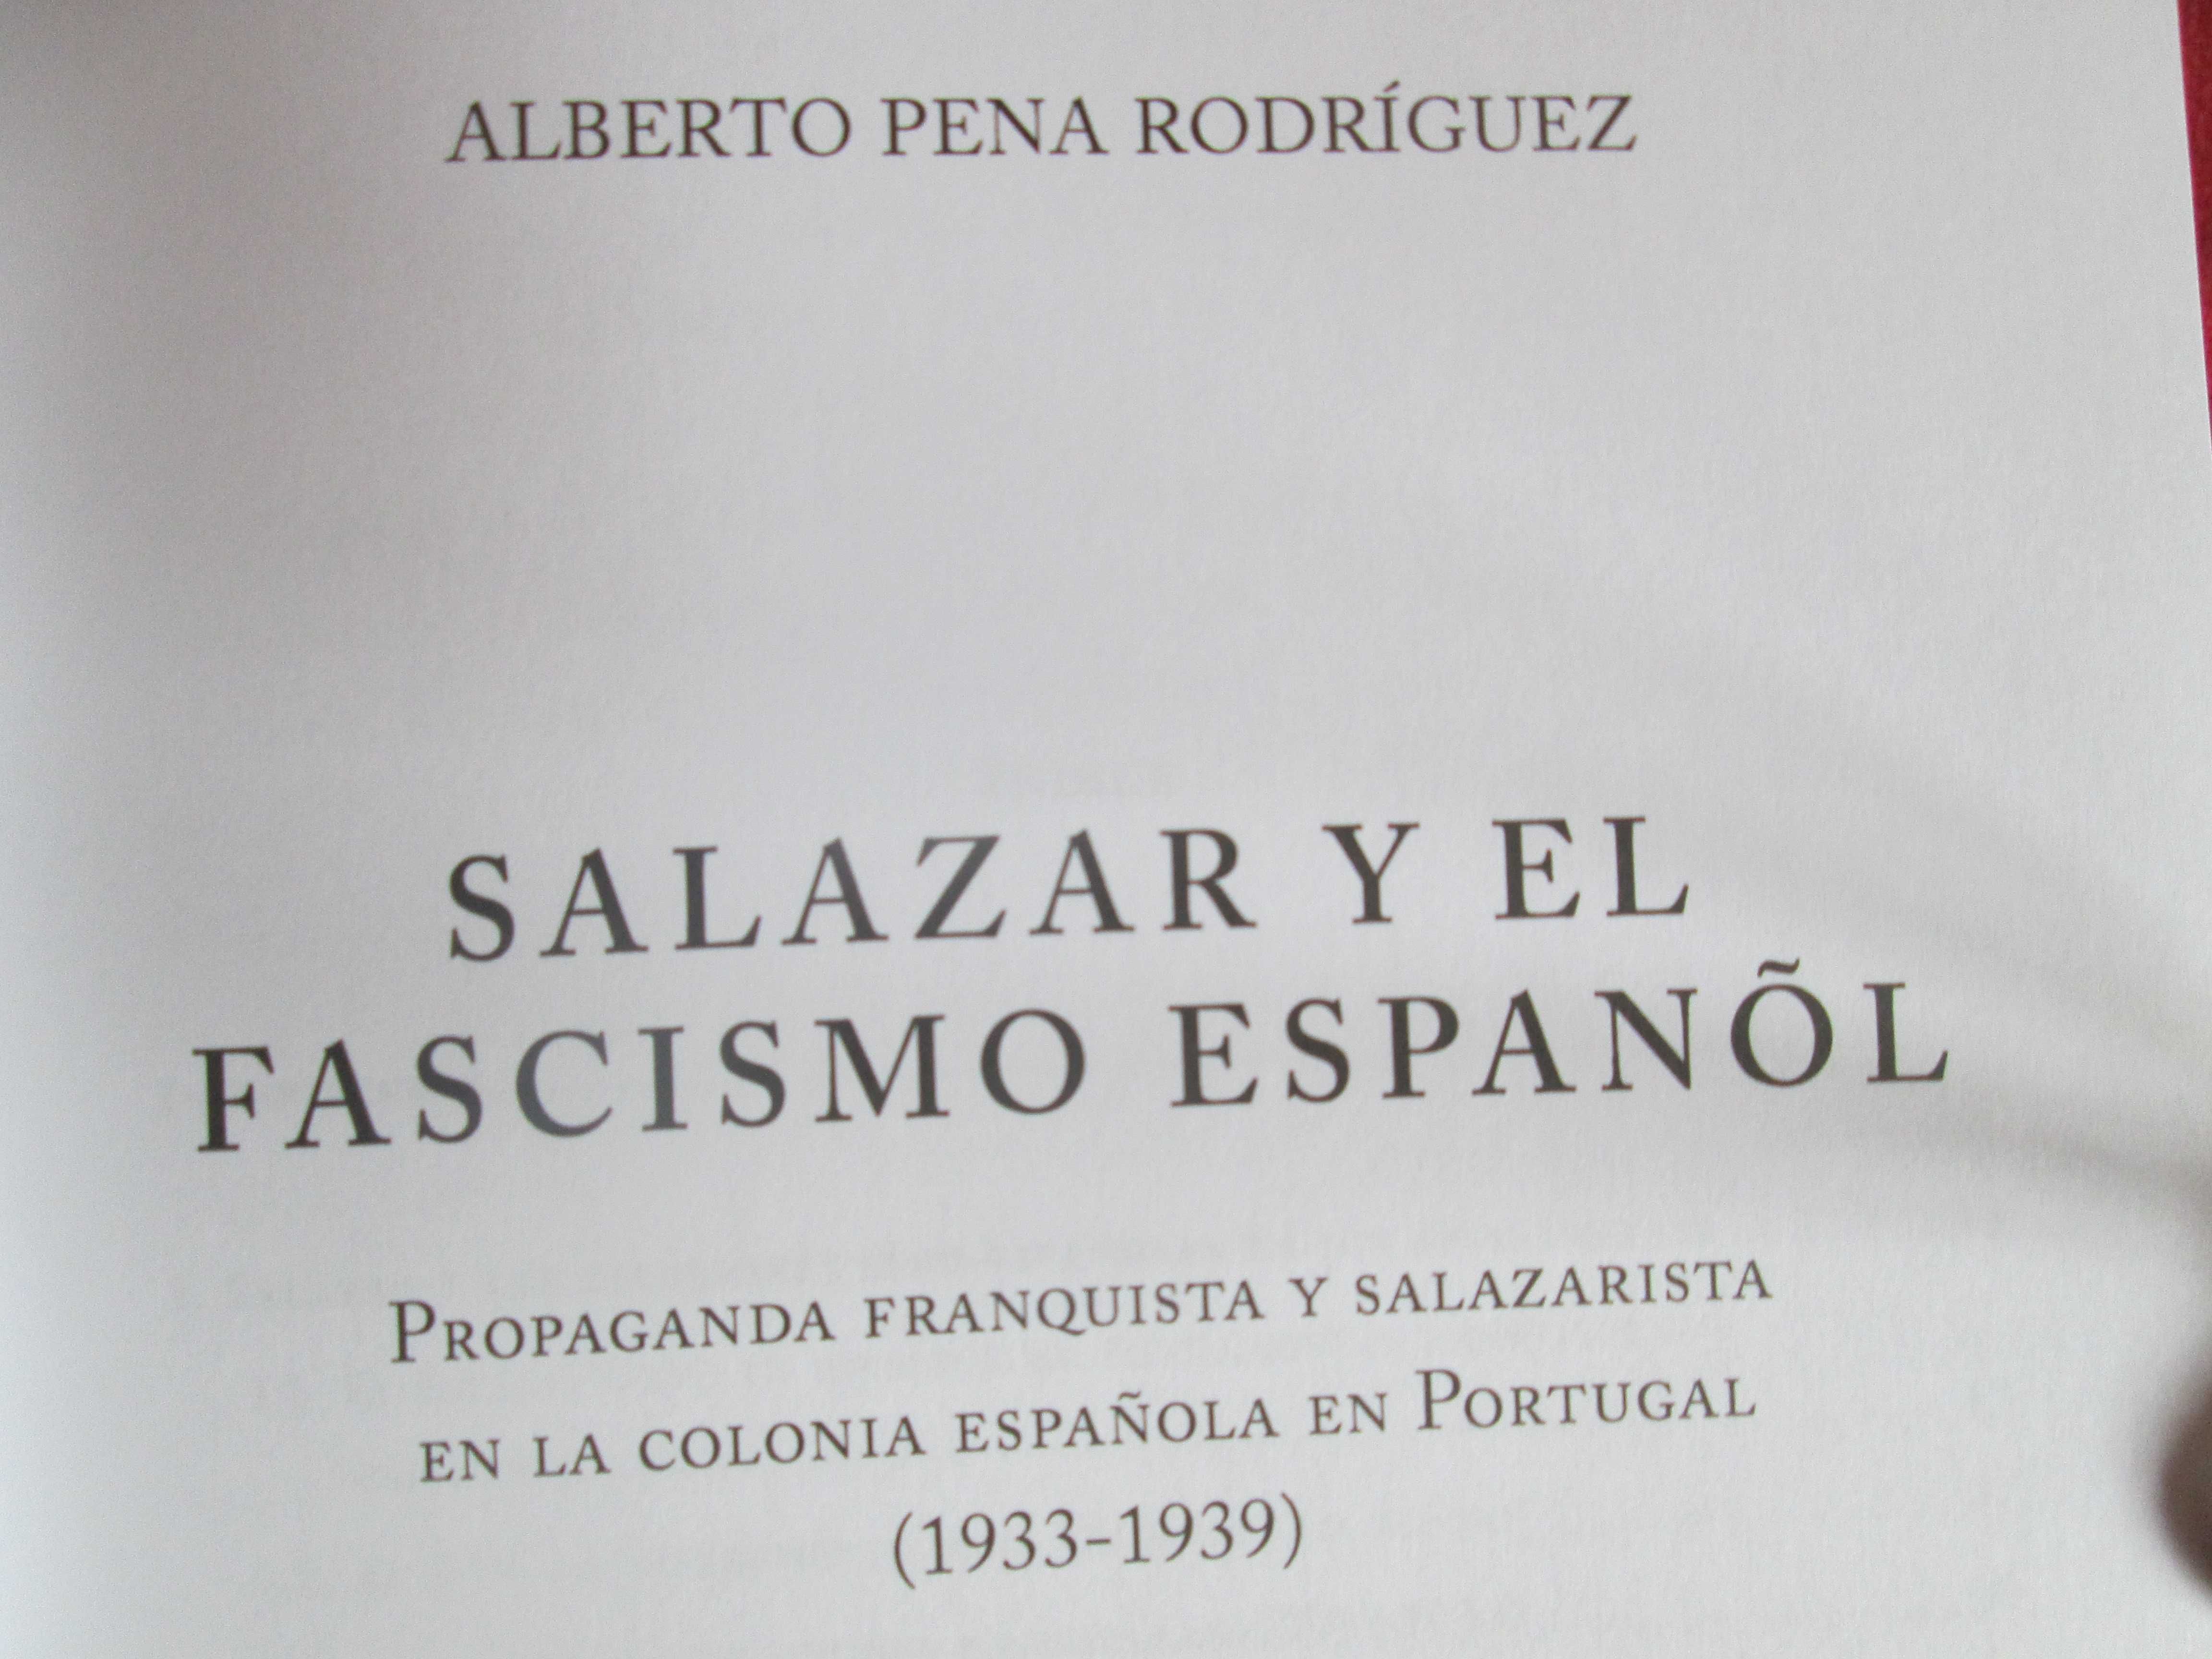 ALBERTO PENA RODRÍGUEZ
SALAZAR Y EL
FASCISMO ESPANÕL
PROPAGANDA FRANQUISTA Y SALAZARISTA
EN LA COLONIA ESPAÑOLA EN PORTUGAL
(1933-1939)